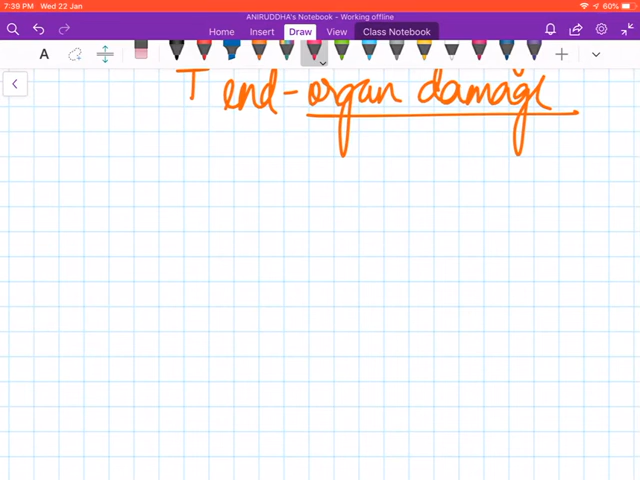 7:39 PM Wed 22 Jan
60%
ANIRUDDHA's Notebook - Working offline
Home Insert Draw View Class Notebook
A
end-organ damage